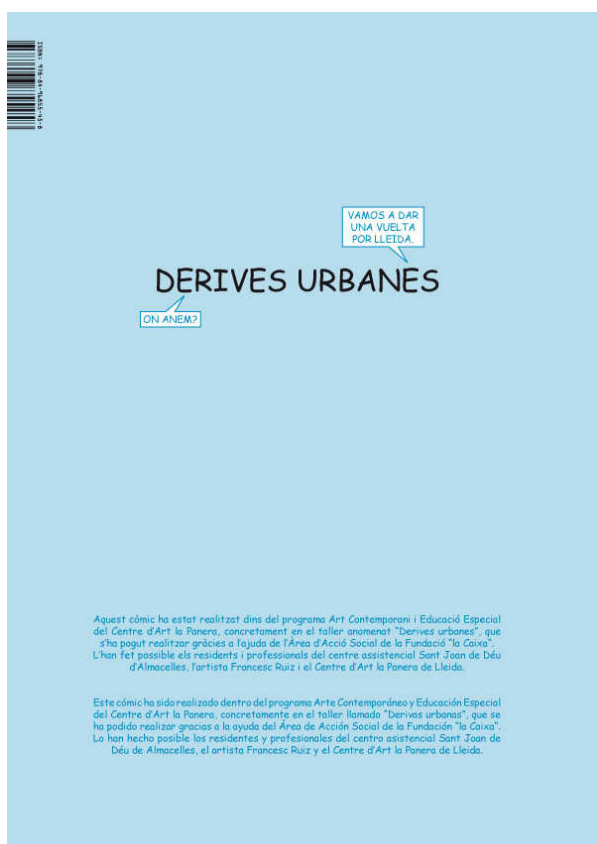 ISBN: 978-84-96855-45-8
VAMOS A DAR
UNA VUELTA
POR LLEIDA.
DERIVES URBANES
ON ANEM?
Aquest còmic ha estat realitzat dins del programa Art Contemporani i Educació Especial
del Centre d'Art la Panera, concretament en el taller anomenat "Derives urbanes", que
s'ha pogut realitzar gràcies a l'ajuda de l'Àrea d'Acció Social de la Fundació "la Caixa".
L'han fet possible els residents i professionals del centre assistencial Sant Joan de Déu
d'Almacelles, l'artista Francesc Ruiz i el Centre d'Art la Panera de Lleida.
Este cómic ha sido realizado dentro del programa Arte Contemporáneo y Educación Especial
del Centre d'Art la Panera, concretamente en el taller llamado "Derivas urbanas", que se
ha podido realizar gracias a la ayuda del Área de Acción Social de la Fundación "la Caixa".
Lo han hecho posible los residentes y profesionales del centro asistencial Sant Joan de
Déu de Almacelles, el artista Francesc Ruiz y el Centre d'Art la Panera de Lleida.